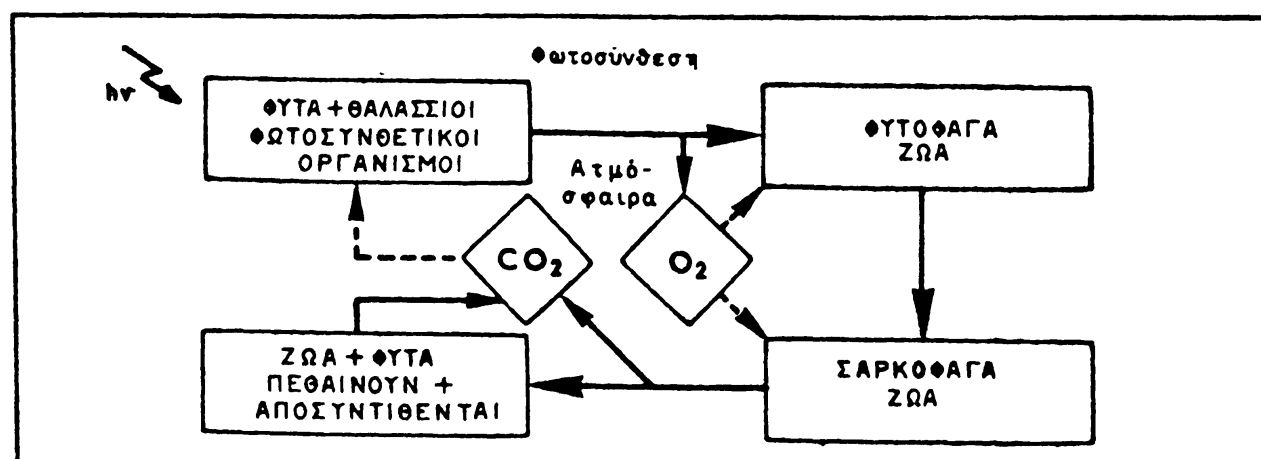 Φωτοσύνθεση
hν
ΦΥΤΑ + ΘΑΛΑΣΣΙΟΙ
ΦΩΤΟΣΥΝΘΕΤΙΚΟΙ
ΟΡΓΑΝΙΣΜΟΙ
ΦΥΤΟΦΑΓΑ
ΖΩΑ
Ατμό-
σφαιρα
CO₂
O₂
ΖΩΑ + ΦΥΤΑ
ΠΕΘΑΙΝΟΥΝ +
ΑΠΟΣΥΝΤΙΘΕΝΤΑΙ
ΣΑΡΚΟΦΑΓΑ
ΖΩΑ